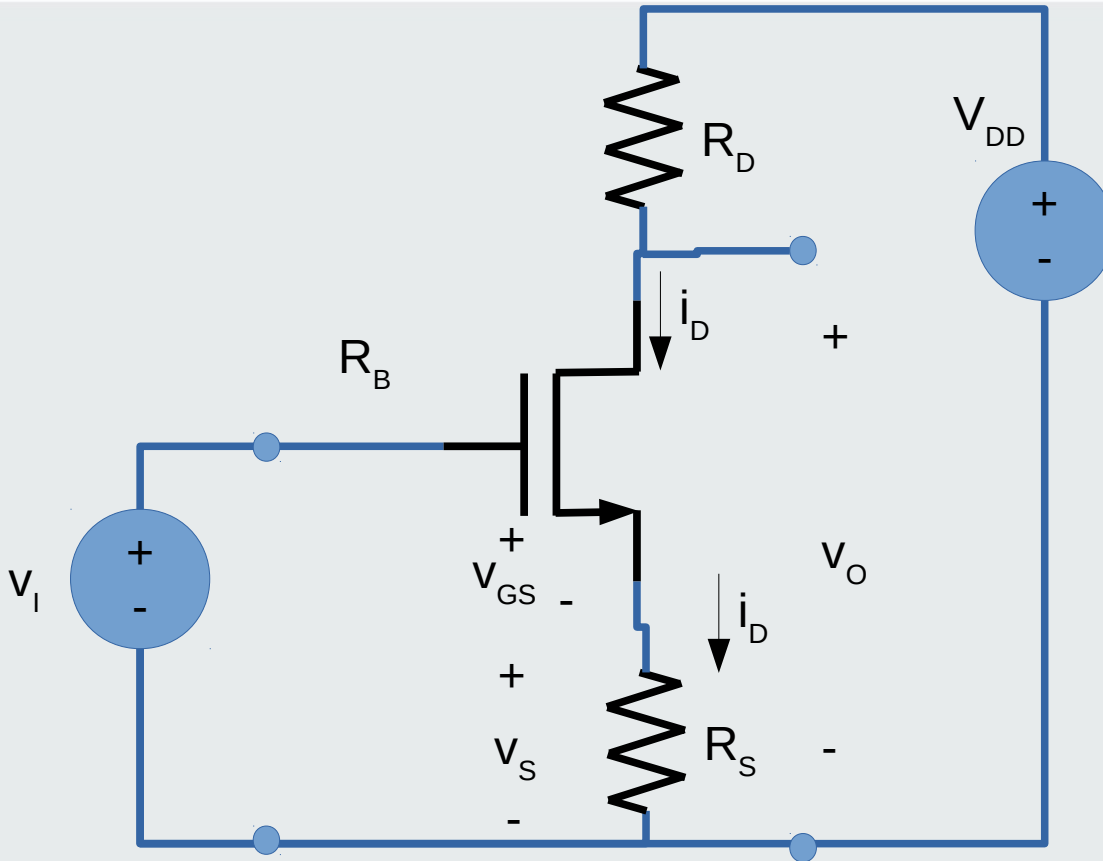 V_DD
R_D
+
-
i_D
+
R_B
v_I
+
-
+
v_GS
-
v_O
i_D
+
v_S
-
R_S
-